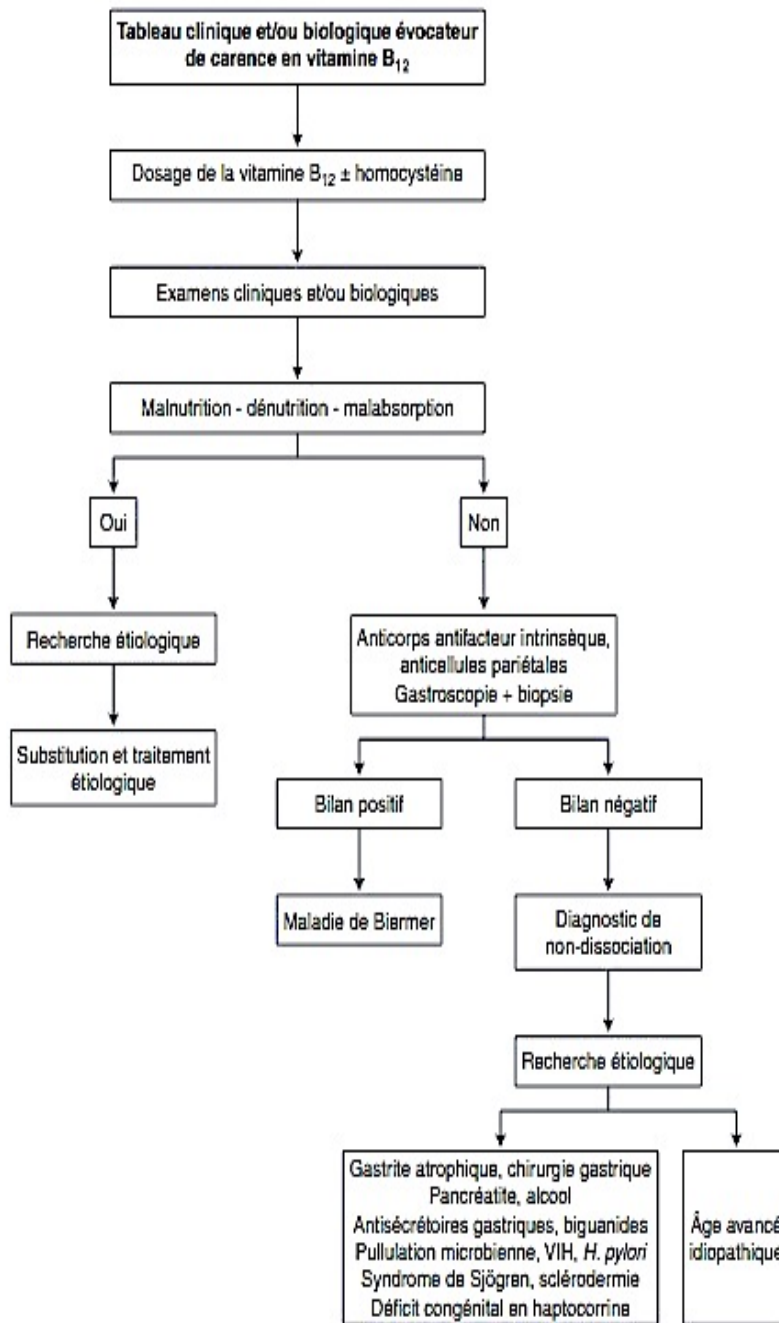 Tableau clinique et/ou biologique évocateur
de carence en vitamine B₁₂
Dosage de la vitamine B₁₂ ± homocystéine
Examens cliniques et/ou biologiques
Malnutrition - dénutrition - malabsorption
Oui
Non
Recherche étiologique
Anticorps antifacteur intrinsèque,
anticellules pariétales
Gastroscopie + biopsie
Substitution et traitement
étiologique
Bilan positif
Bilan négatif
Maladie de Biermer
Diagnostic de
non-dissociation
Recherche étiologique
Gastrite atrophique, chirurgie gastrique
Pancréatite, alcool
Antisécrétoires gastriques, biguanides
Pullulation microbienne, VIH, H. pylori
Syndrome de Sjögren, sclérodermie
Déficit congénital en haptocorrine
Âge avancé
idiopathique